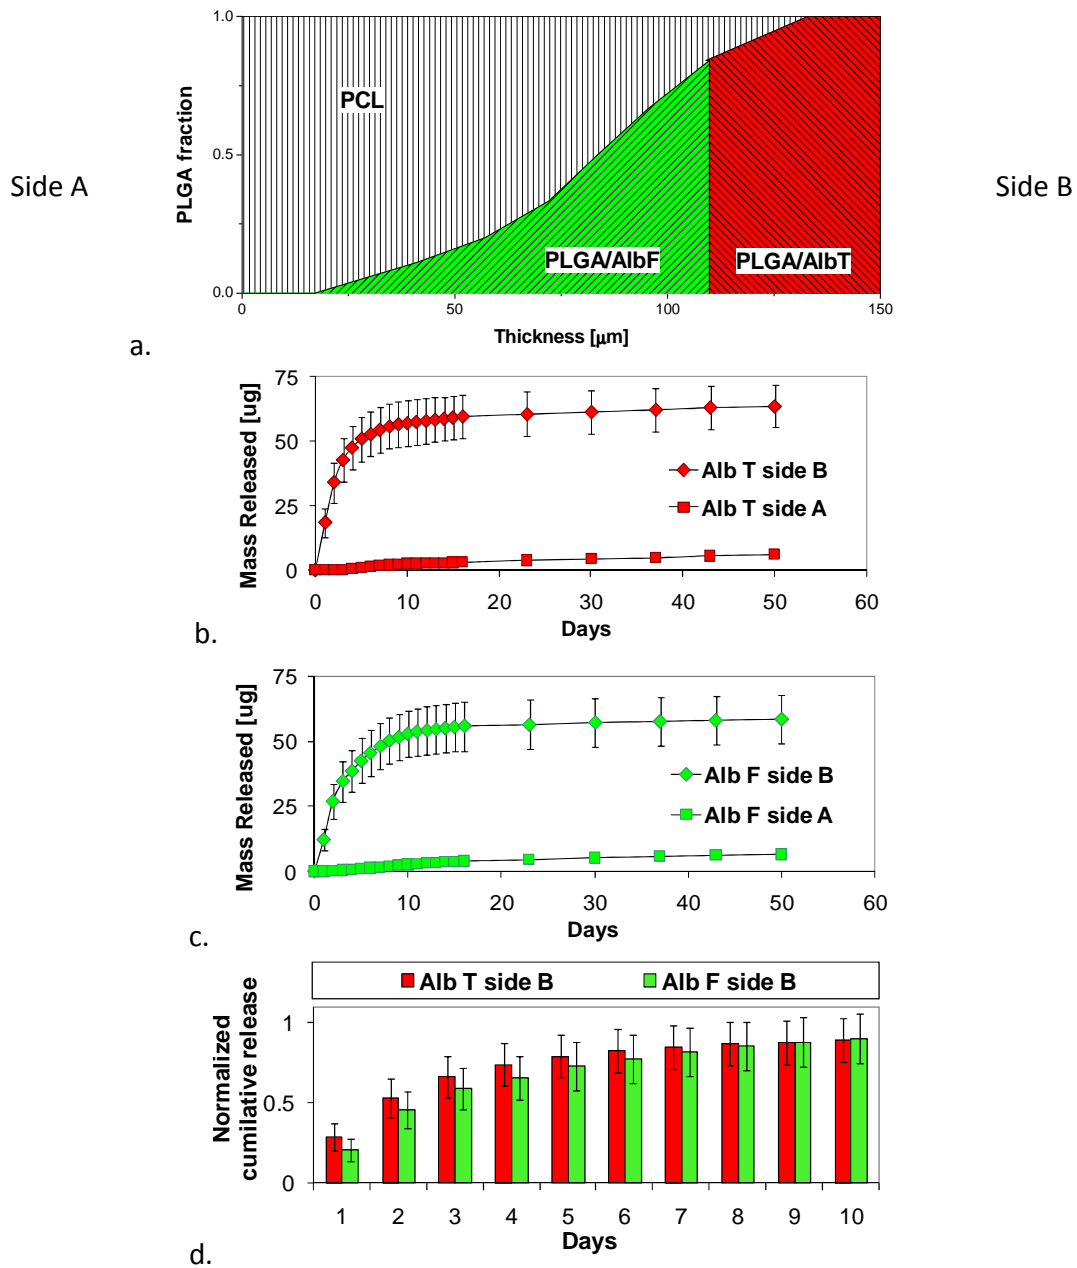 1.0
PCL
PLGA fraction
Side A
0.5
Side B
PLGA/AlbF
PLGA/AlbT
0.0
0
50
100
150
Thickness [µm]
a.
75
50
25
0
Mass Released [ug]
Alb T side B
Alb T side A
0 10 20 30 40 50 60
Days
b.
75
50
25
0
Mass Released [ug]
Alb F side B
Alb F side A
0 10 20 30 40 50 60
Days
c.
Alb T side B
Alb F side B
Normalized
cumilative release
1
0.5
0
1 2 3 4 5 6 7 8 9 10
Days
d.